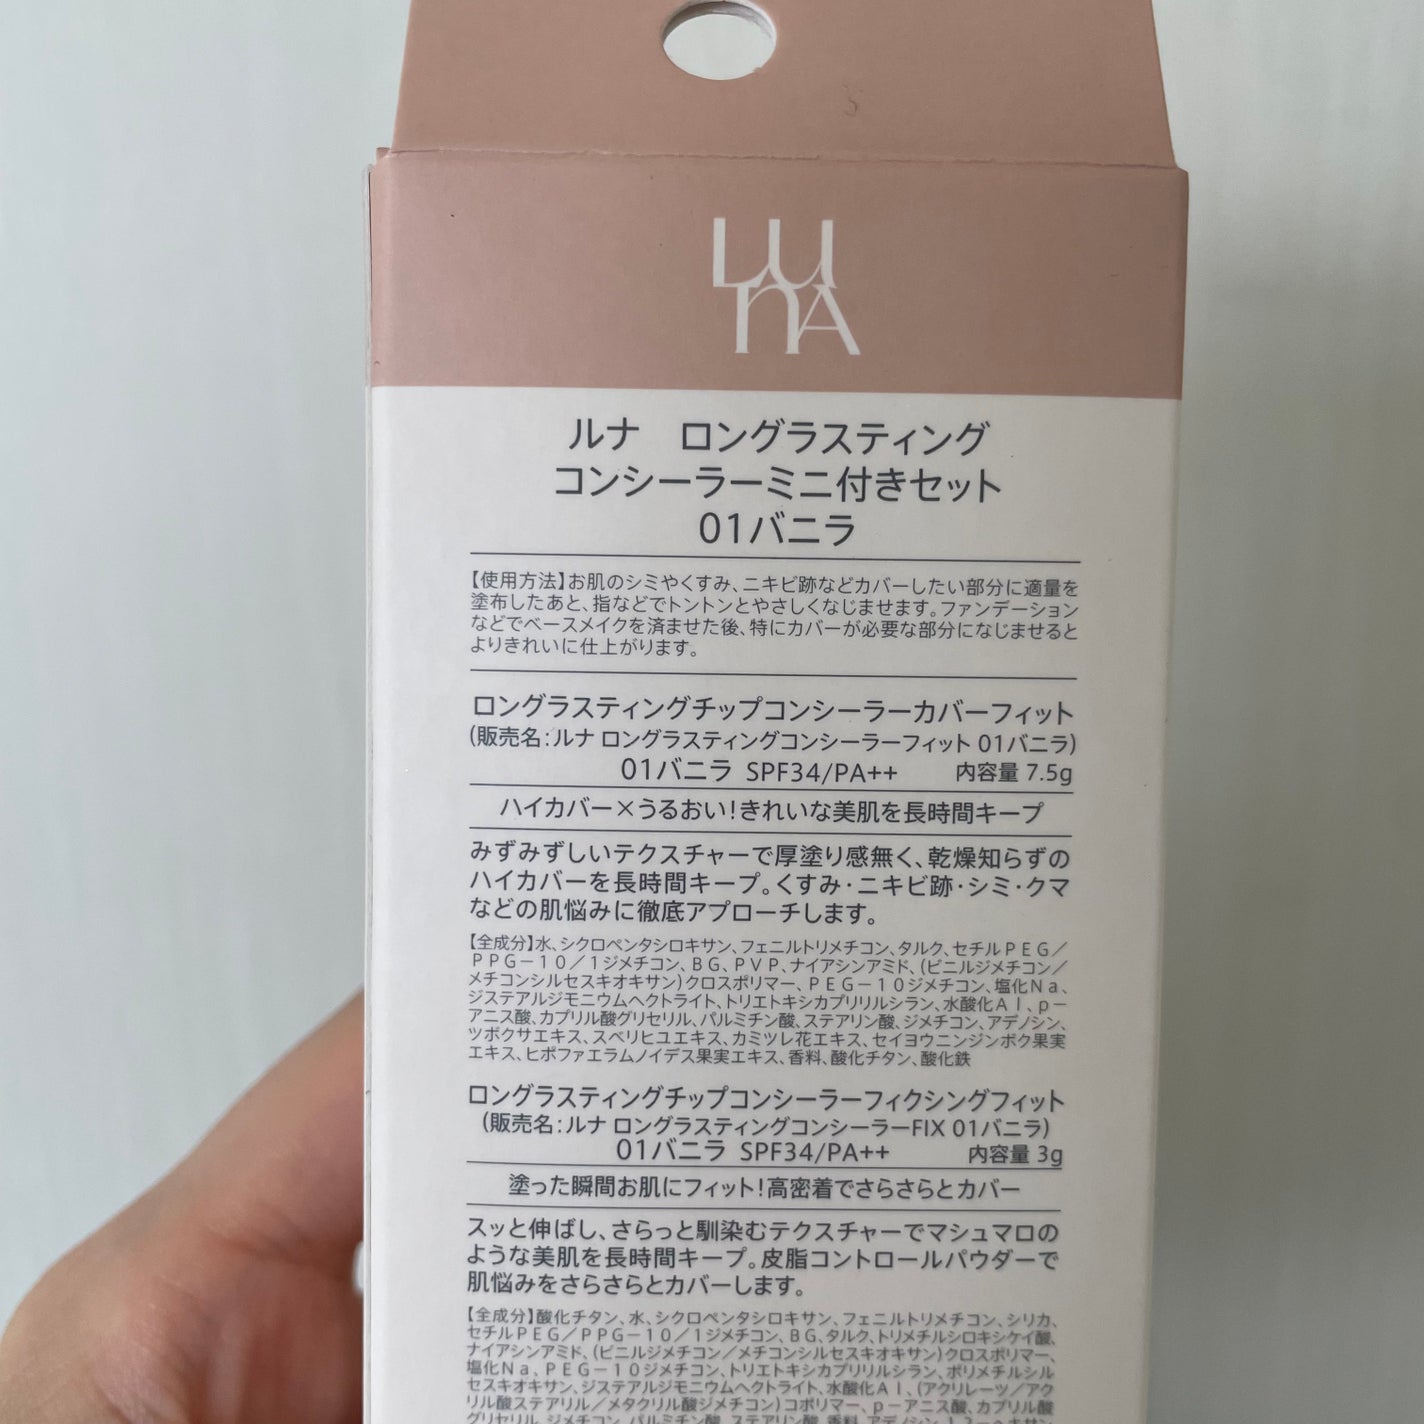 LUNA
ルナ ロングラスティング
コンシーラーミニ付きセット
01バニラ
【使用方法】お肌のシミやくすみ、ニキビ跡などカバーしたい部分に適量を
塗布したあと、指などでトントンとやさしくなじませます。ファンデーション
などでベースメイクを済ませた後、特にカバーが必要な部分になじませると
よりきれいに仕上がります。
ロングラスティングチップコンシーラーカバーフィット
(販売名:ルナ ロングラスティングコンシーラーフィット 01バニラ)
01バニラ SPF34/PA++ 内容量 7.5g
ハイカバー×うるおい!きれいな美肌を長時間キープ
みずみずしいテクスチャーで厚塗り感無く、乾燥知らずの
ハイカバーを長時間キープ。くすみ・ニキビ跡・シミ・クマ
などの肌悩みに徹底アプローチします。
【全成分】水、シクロペンタシロキサン、フェニルトリメチコン、タルク、セチルPEG/
PPG-10/1ジメチコン、BG、PVP、ナイアシンアミド、(ビニルジメチコン/
メチコンシルセスキオキサン)クロスポリマー、PEG-10ジメチコン、塩化Na、
ジステアルジモニウムヘクトライト、トリエトキシカプリリルシラン、水酸化Al、p-
アニス酸、カプリル酸グリセリル、パルミチン酸、ステアリン酸、ジメチコン、アデノシン、
ツボクサエキス、スベリヒユエキス、カミツレ花エキス、セイヨウニンジンボク果実
エキス、ヒポファエラムノイデス果実エキス、香料、酸化チタン、酸化鉄
ロングラスティングチップコンシーラーフィクシングフィット
(販売名:ルナ ロングラスティングコンシーラーFIX 01バニラ)
01バニラ SPF34/PA++ 内容量 3g
塗った瞬間お肌にフィット!高密着でさらさらとカバー
スッと伸ばし、さらっと馴染むテクスチャーでマシュマロの
ような美肌を長時間キープ。皮脂コントロールパウダーで
肌悩みをさらさらとカバーします。
【全成分】酸化チタン、水、シクロペンタシロキサン、フェニルトリメチコン、シリカ、
セチルPEG/PPG-10/1ジメチコン、BG、タルク、トリメチルシロキシケイ酸、
ナイアシンアミド、(ビニルジメチコン/メチコンシルセスキオキサン)クロスポリマー、
塩化Na、PEG-10ジメチコン、トリエトキシカプリリルシラン、ポリメチルシル
セスキオキサン、ジステアルジモニウムヘクトライト、水酸化Al、(アクリレーツ/アク
リル酸ステアリル/メタクリル酸ジメチコン)コポリマー、p-アニス酸、カプリル酸
グリセリル、ジメチコン、パルミチン酸、ステアリン酸、香料、アデノシン、1,2-ヘキサン